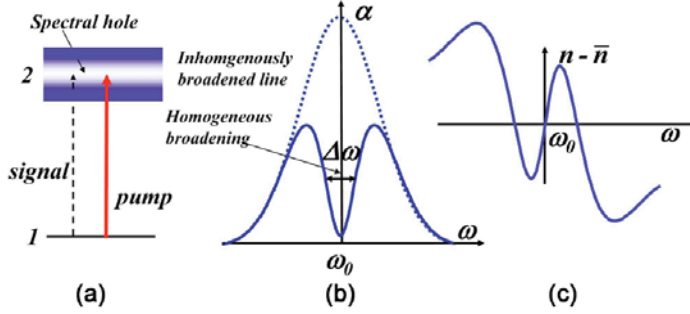 Spectral hole
2
Inhomgenously
broadened line
signal
pump
1
(a)
α
Homogeneous
broadening
Δω
ω
ω₀
(b)
n - n̅
ω₀
ω
(c)